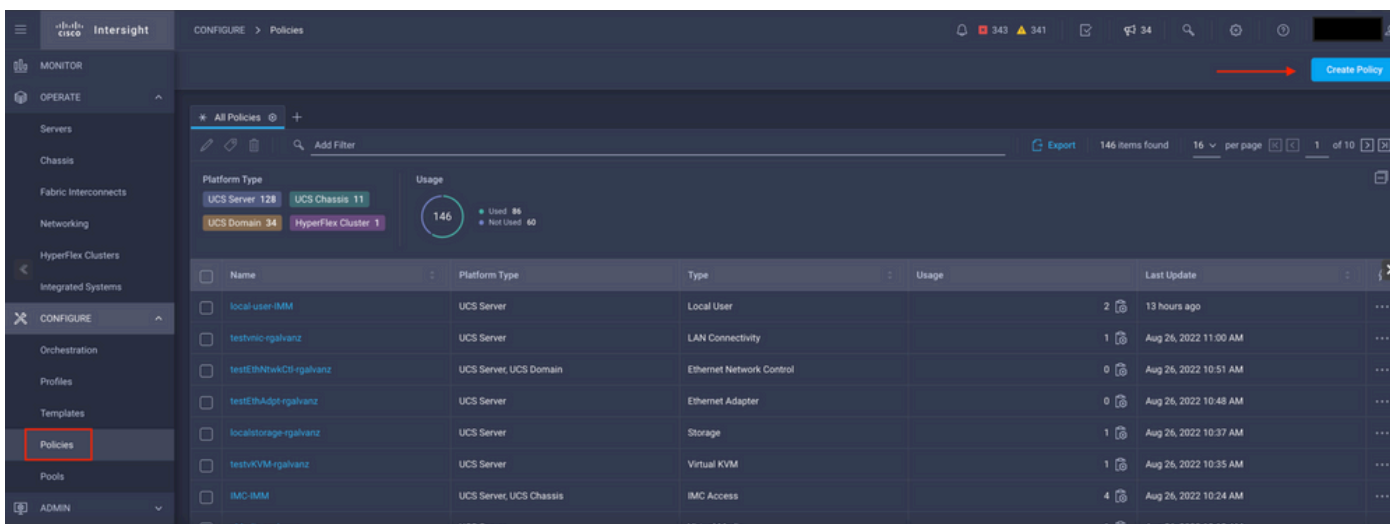 cisco Intersight
CONFIGURE > Policies
343 341
34
MONITOR
Create Policy
OPERATE
Servers
Chassis
Fabric Interconnects
Networking
HyperFlex Clusters
Integrated Systems
CONFIGURE
Orchestration
Profiles
Templates
Policies
Pools
ADMIN
All Policies +
Add Filter
Export 146 items found 16 per page 1 of 10
Platform Type
UCS Server 128 UCS Chassis 11
UCS Domain 34 HyperFlex Cluster 1
Usage
146
Used 86
Not Used 60
Name Platform Type Type Usage Last Update
local-user-IMM UCS Server Local User 2 13 hours ago
testvnic-rgalvanz UCS Server LAN Connectivity 1 Aug 26, 2022 11:00 AM
testEthNtwkCtl-rgalvanz UCS Server, UCS Domain Ethernet Network Control 0 Aug 26, 2022 10:51 AM
testEthAdpt-rgalvanz UCS Server Ethernet Adapter 0 Aug 26, 2022 10:48 AM
localstorage-rgalvanz UCS Server Storage 1 Aug 26, 2022 10:37 AM
testvKVM-rgalvanz UCS Server Virtual KVM 1 Aug 26, 2022 10:35 AM
IMC-IMM UCS Server, UCS Chassis IMC Access 4 Aug 26, 2022 10:24 AM